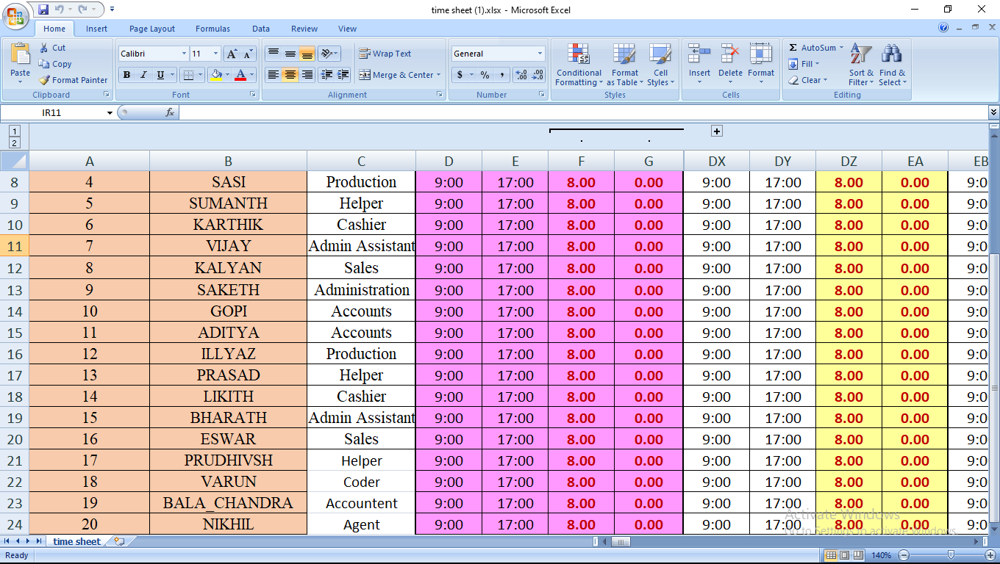 time sheet (1).xlsx - Microsoft Excel
Home Insert Page Layout Formulas Data Review View
Paste Cut Calibri 11 A A Wrap Text General Conditional Formatting Format as Table Cell Styles Insert Delete Format Σ AutoSum Sort & Filter Find & Select
Copy Fill
Format Painter B I U A Merge & Center $ % , .0 .00 .00 .0 Clear
Clipboard Font Alignment Number Styles Cells Editing
IR11 fx
1
2
A B C D E F G DX DY DZ EA EB
8 4 SASI Production 9:00 17:00 8.00 0.00 9:00 17:00 8.00 0.00 9:0
9 5 SUMANTH Helper 9:00 17:00 8.00 0.00 9:00 17:00 8.00 0.00 9:0
10 6 KARTHIK Cashier 9:00 17:00 8.00 0.00 9:00 17:00 8.00 0.00 9:0
11 7 VIJAY Admin Assistant 9:00 17:00 8.00 0.00 9:00 17:00 8.00 0.00 9:0
12 8 KALYAN Sales 9:00 17:00 8.00 0.00 9:00 17:00 8.00 0.00 9:0
13 9 SAKETH Administration 9:00 17:00 8.00 0.00 9:00 17:00 8.00 0.00 9:0
14 10 GOPI Accounts 9:00 17:00 8.00 0.00 9:00 17:00 8.00 0.00 9:0
15 11 ADITYA Accounts 9:00 17:00 8.00 0.00 9:00 17:00 8.00 0.00 9:0
16 12 ILLYAZ Production 9:00 17:00 8.00 0.00 9:00 17:00 8.00 0.00 9:0
17 13 PRASAD Helper 9:00 17:00 8.00 0.00 9:00 17:00 8.00 0.00 9:0
18 14 LIKITH Cashier 9:00 17:00 8.00 0.00 9:00 17:00 8.00 0.00 9:0
19 15 BHARATH Admin Assistant 9:00 17:00 8.00 0.00 9:00 17:00 8.00 0.00 9:0
20 16 ESWAR Sales 9:00 17:00 8.00 0.00 9:00 17:00 8.00 0.00 9:0
21 17 PRUDHIVSH Helper 9:00 17:00 8.00 0.00 9:00 17:00 8.00 0.00 9:0
22 18 VARUN Coder 9:00 17:00 8.00 0.00 9:00 17:00 8.00 0.00 9:0
23 19 BALA_CHANDRA Accountent 9:00 17:00 8.00 0.00 9:00 17:00 8.00 0.00 9:0
24 20 NIKHIL Agent 9:00 17:00 8.00 0.00 9:00 17:00 8.00 0.00 9:0
Activate Windows
Go to Settings to activate Windows.
time sheet
Ready 140%